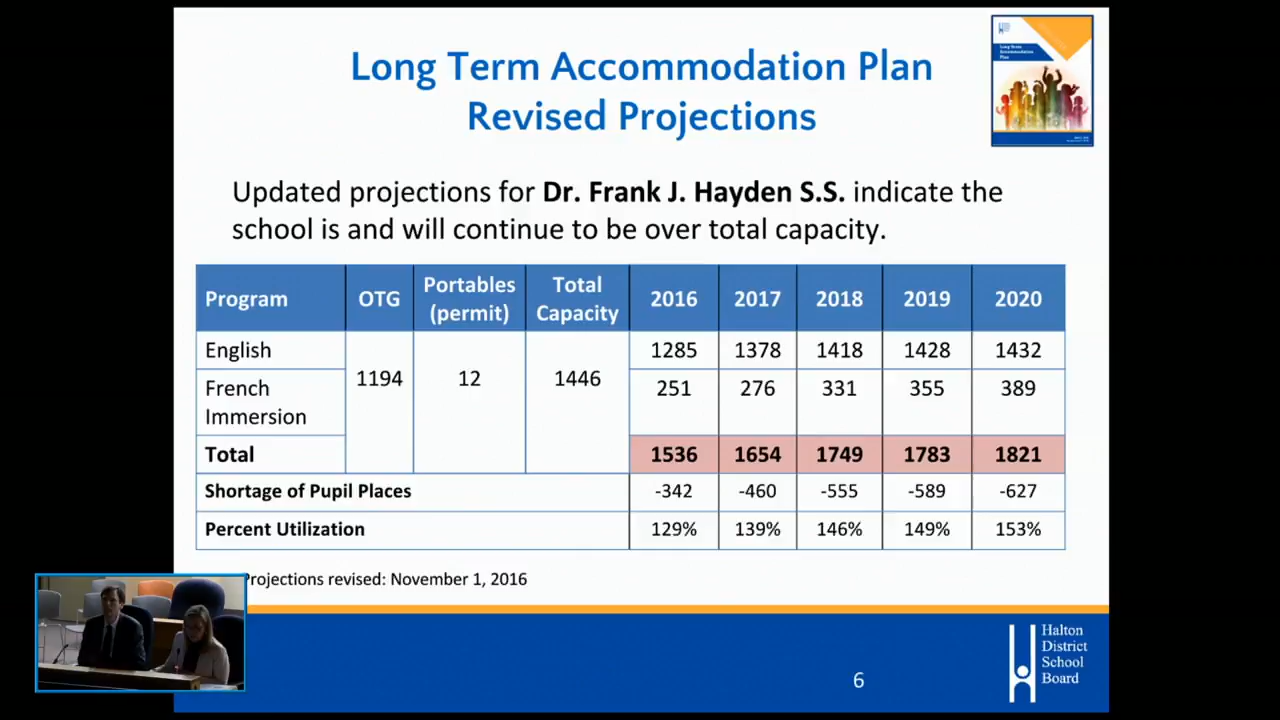 Long Term Accommodation Plan
Revised Projections
Long Term
Accommodation
Plan
Updated projections for Dr. Frank J. Hayden S.S. indicate the
school is and will continue to be over total capacity.
Program OTG Portables (permit) Total Capacity 2016 2017 2018 2019 2020
English 1285 1378 1418 1428 1432
1194 12 1446
French Immersion 251 276 331 355 389
Total 1536 1654 1749 1783 1821
Shortage of Pupil Places -342 -460 -555 -589 -627
Percent Utilization 129% 139% 146% 149% 153%
Projections revised: November 1, 2016
Halton
District
School
Board
6